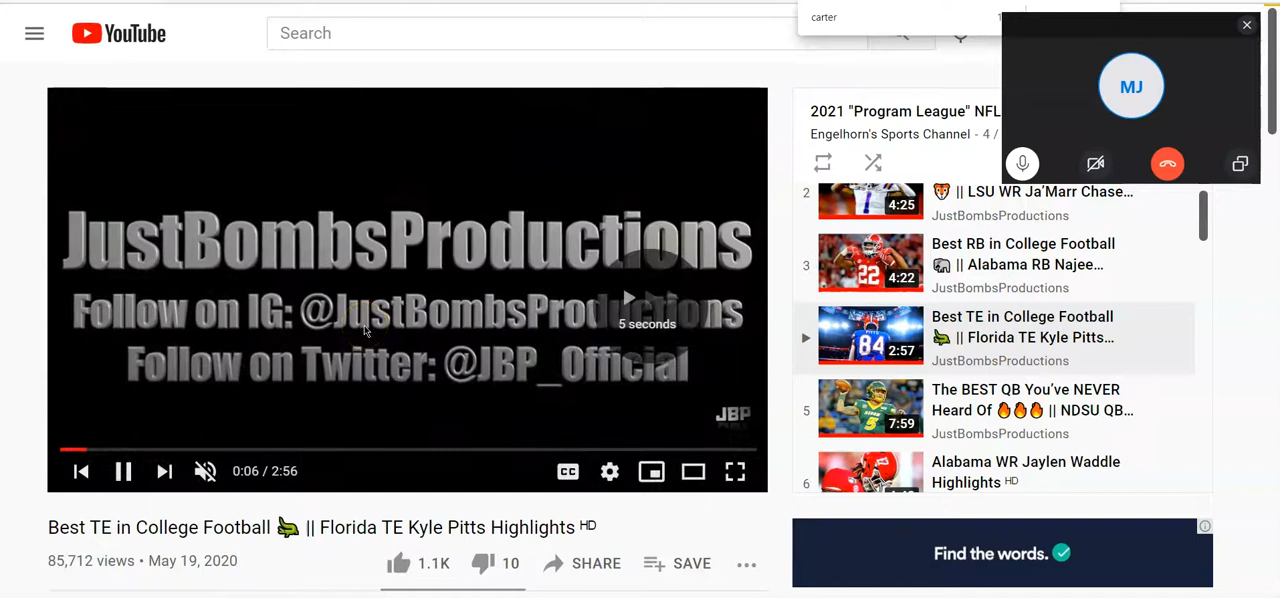 YouTube
Search
carter
MJ
JustBombsProductions
Follow on IG: @JustBombsProductions
Follow on Twitter: @JBP_Official
5 seconds
JBP
0:06 / 2:56
CC
Best TE in College Football 🐊 || Florida TE Kyle Pitts Highlights ᴴᴰ
85,712 views • May 19, 2020
1.1K
10
SHARE
SAVE
2021 "Program League" NFL
Engelhorn's Sports Channel - 4 /
2
4:25
🐯 || LSU WR Ja'Marr Chase...
JustBombsProductions
3
22
4:22
Best RB in College Football
🐘 || Alabama RB Najee...
JustBombsProductions
PITTS
84
2:57
Best TE in College Football
🐊 || Florida TE Kyle Pitts...
JustBombsProductions
5
5
7:59
The BEST QB You've NEVER
Heard Of 🔥🔥🔥 || NDSU QB...
JustBombsProductions
6
Alabama WR Jaylen Waddle
Highlights ᴴᴰ
Find the words.